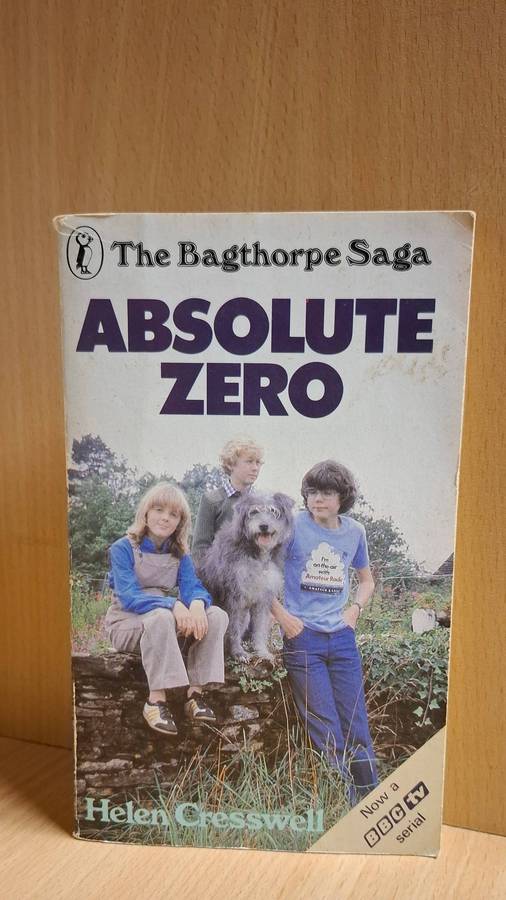 The Bagthorpe Saga
ABSOLUTE
ZERO
I'm
on the air
with
Amateur Radio
Helen Cresswell
Now a
BBC tv
serial